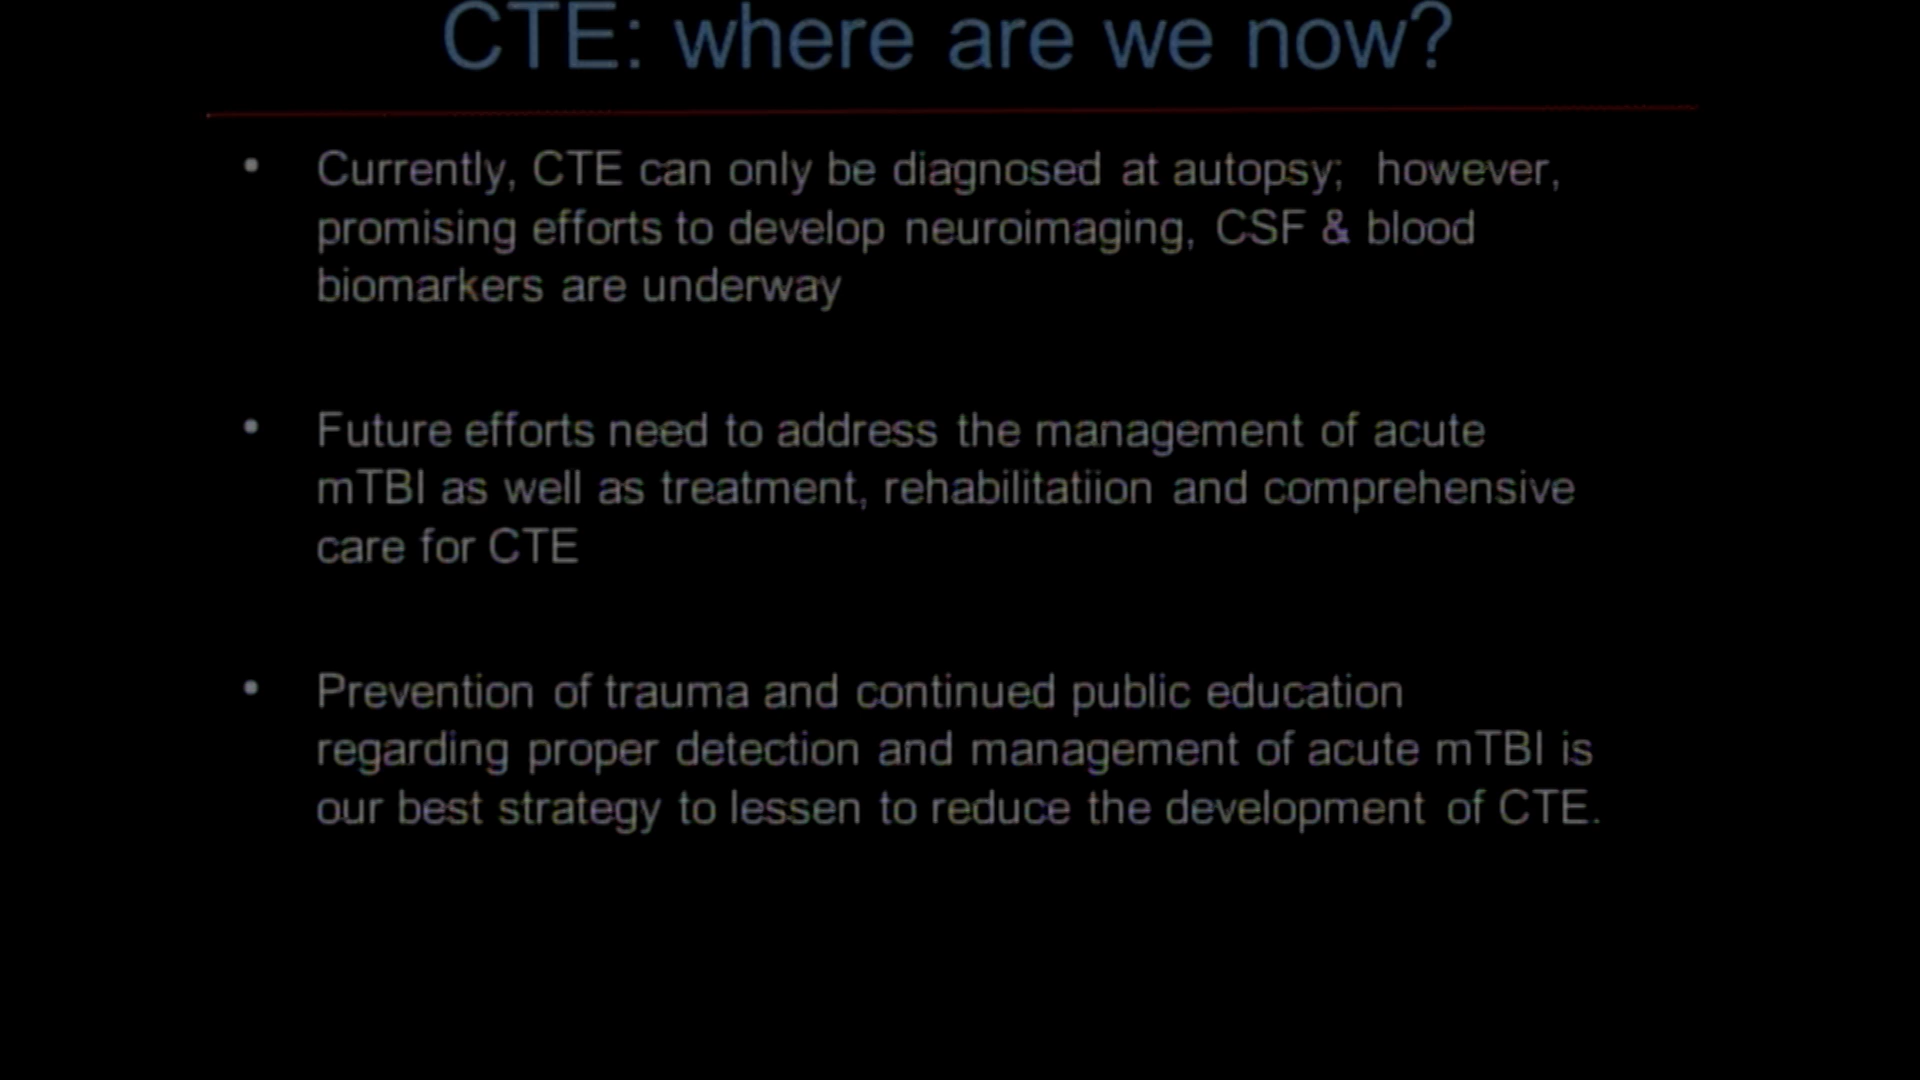 CTE: where are we now?
• Currently, CTE can only be diagnosed at autopsy; however,
promising efforts to develop neuroimaging, CSF & blood
biomarkers are underway
• Future efforts need to address the management of acute
mTBI as well as treatment, rehabilitatiion and comprehensive
care for CTE
• Prevention of trauma and continued public education
regarding proper detection and management of acute mTBI is
our best strategy to lessen to reduce the development of CTE.